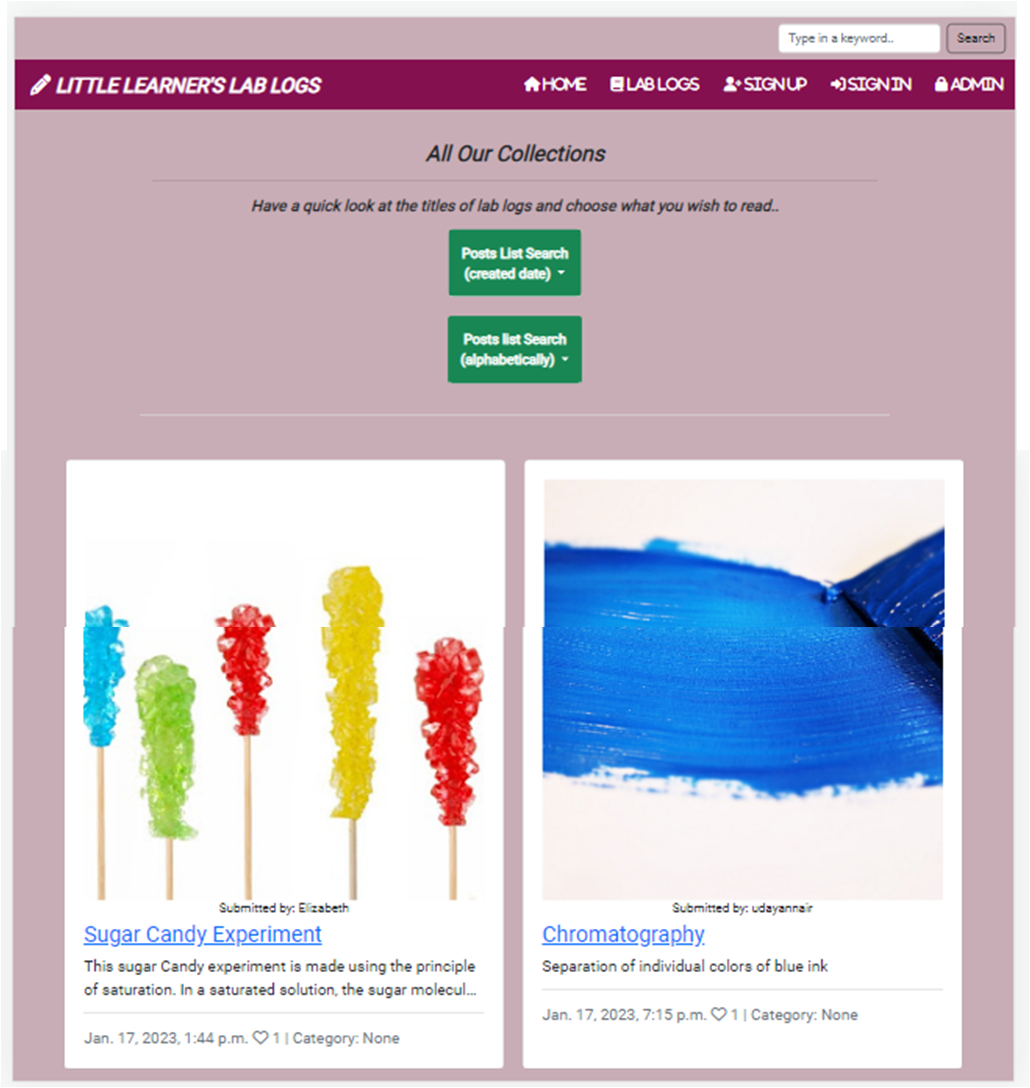 Type in a keyword..
Search
LITTLE LEARNER'S LAB LOGS
HOME
LAB LOGS
SIGN UP
SIGN IN
ADMIN
All Our Collections
Have a quick look at the titles of lab logs and choose what you wish to read..
Posts List Search
(created date)
Posts list Search
(alphabetically)
Submitted by: Elizabeth
Sugar Candy Experiment
This sugar Candy experiment is made using the principle
of saturation. In a saturated solution, the sugar molecul...
Jan. 17, 2023, 1:44 p.m. ♡ 1 | Category: None
Submitted by: udayannair
Chromatography
Separation of individual colors of blue ink
Jan. 17, 2023, 7:15 p.m. ♡ 1 | Category: None